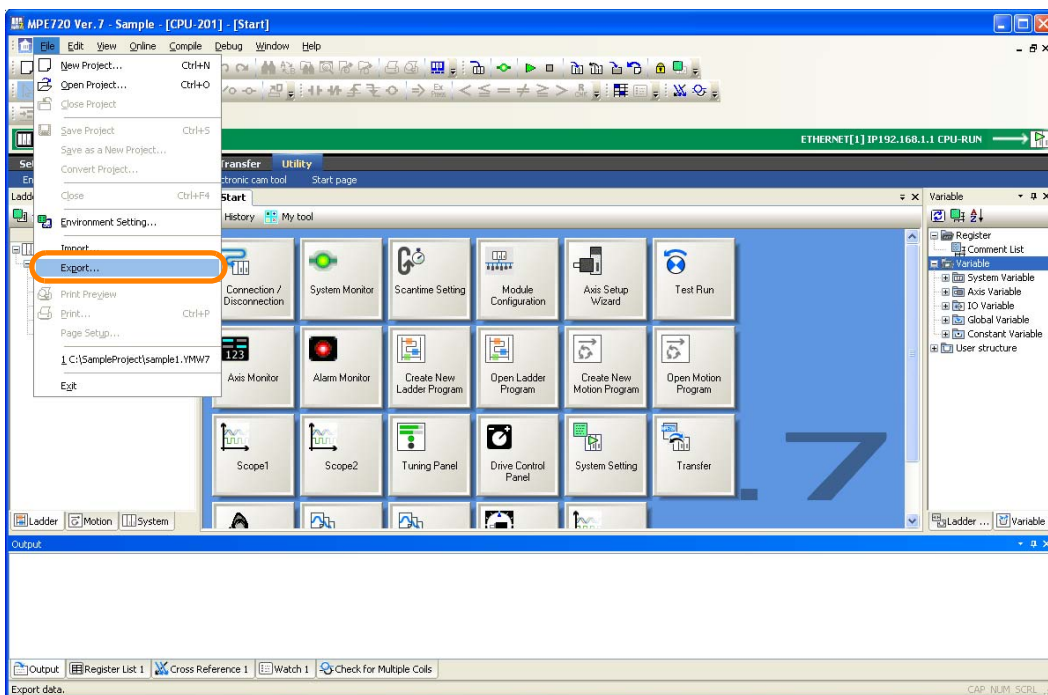 MPE720 Ver.7 - Sample - [CPU-201] - [Start]
File Edit View Online Compile Debug Window Help
New Project... Ctrl+N
Open Project... Ctrl+O
Close Project
Save Project Ctrl+S
Save as a New Project...
Convert Project...
Close Ctrl+F4
Environment Setting...
Import...
Export...
Print Preview
Print... Ctrl+P
Page Setup...
1 C:\SampleProject\sample1.YMW7
Exit
ETHERNET[1] IP192.168.1.1 CPU-RUN
Transfer Utility
Electronic cam tool Start page
Start
History My tool
Connection / Disconnection
System Monitor
Scantime Setting
Module Configuration
Axis Setup Wizard
Test Run
123
Axis Monitor
Alarm Monitor
Create New Ladder Program
Open Ladder Program
Create New Motion Program
Open Motion Program
Scope1
Scope2
Tuning Panel
Drive Control Panel
System Setting
Transfer
.7
Variable
Register
Comment List
Variable
System Variable
Axis Variable
IO Variable
Global Variable
Constant Variable
User structure
Ladder Motion System
Ladder ... Variable
Output
Output Register List 1 Cross Reference 1 Watch 1 Check for Multiple Coils
Export data.
CAP NUM SCRL